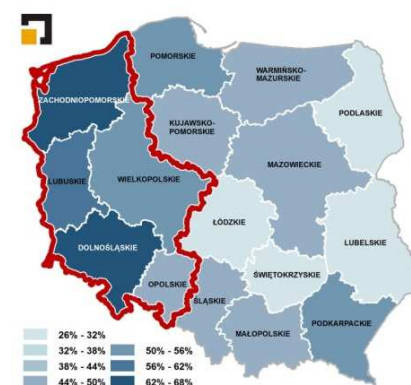 POMORSKIE
WARMIŃSKO-
MAZURSKIE
ZACHODNIOPOMORSKIE
PODLASKIE
KUJAWSKO-
POMORSKIE
MAZOWIECKIE
LUBUSKIE
WIELKOPOLSKIE
ŁÓDZKIE
LUBELSKIE
DOLNOŚLĄSKIE
ŚWIĘTOKRZYSKIE
OPOLSKIE
ŚLĄSKIE
PODKARPACKIE
MAŁOPOLSKIE
26% - 32%
32% - 38%
38% - 44%
44% - 50%
50% - 56%
56% - 62%
62% - 68%